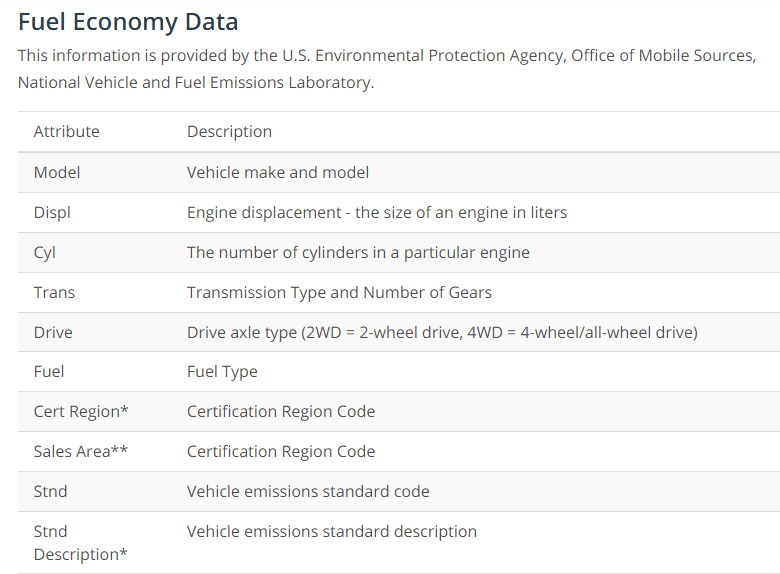 Fuel Economy Data
This information is provided by the U.S. Environmental Protection Agency, Office of Mobile Sources,
National Vehicle and Fuel Emissions Laboratory.
Attribute Description
Model Vehicle make and model
Displ Engine displacement - the size of an engine in liters
Cyl The number of cylinders in a particular engine
Trans Transmission Type and Number of Gears
Drive Drive axle type (2WD = 2-wheel drive, 4WD = 4-wheel/all-wheel drive)
Fuel Fuel Type
Cert Region* Certification Region Code
Sales Area** Certification Region Code
Stnd Vehicle emissions standard code
Stnd Vehicle emissions standard description
Description*